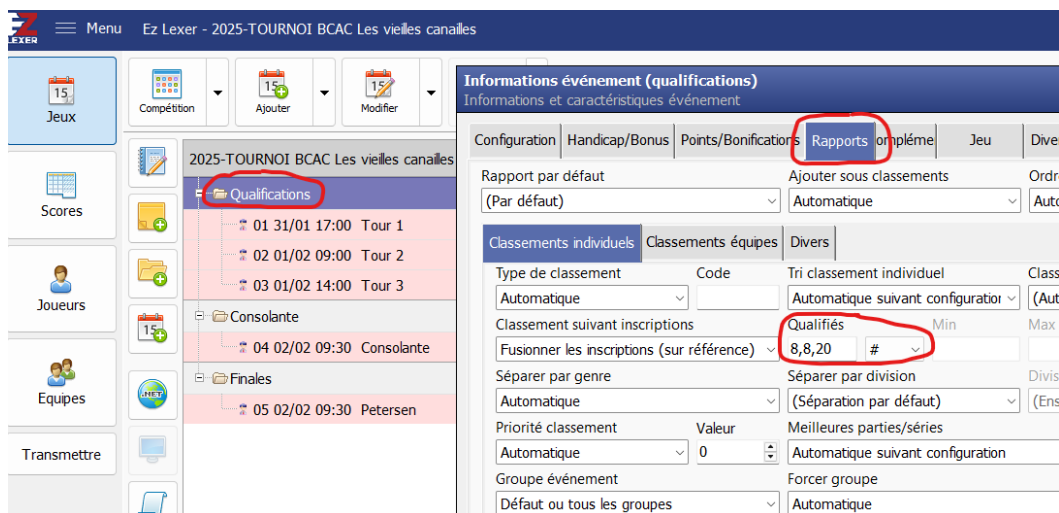 EZ
LEXER
Menu
Ez Lexer - 2025-TOURNOI BCAC Les vieilles canailles
Jeux
Scores
Joueurs
Equipes
Transmettre
Compétition
Ajouter
Modifier
2025-TOURNOI BCAC Les vieilles canailles
Qualifications
01 31/01 17:00 Tour 1
02 01/02 09:00 Tour 2
03 01/02 14:00 Tour 3
Consolante
04 02/02 09:30 Consolante
Finales
05 02/02 09:30 Petersen
Informations événement (qualifications)
Informations et caractéristiques événement
Configuration Handicap/Bonus Points/Bonifications Rapports ompléme Jeu Dive
Rapport par défaut Ajouter sous classements Ordr
(Par défaut) Automatique Auto
Classements individuels Classements équipes Divers
Type de classement Code Tri classement individuel Class
Automatique Automatique suivant configuration (Aut
Classement suivant inscriptions Qualifiés Min Max
Fusionner les inscriptions (sur référence) 8,8,20 #
Séparer par genre Séparer par division Divis
Automatique (Séparation par défaut) (Ens
Priorité classement Valeur Meilleures parties/séries
Automatique 0 Automatique suivant configuration
Groupe événement Forcer groupe
Défaut ou tous les groupes Automatique